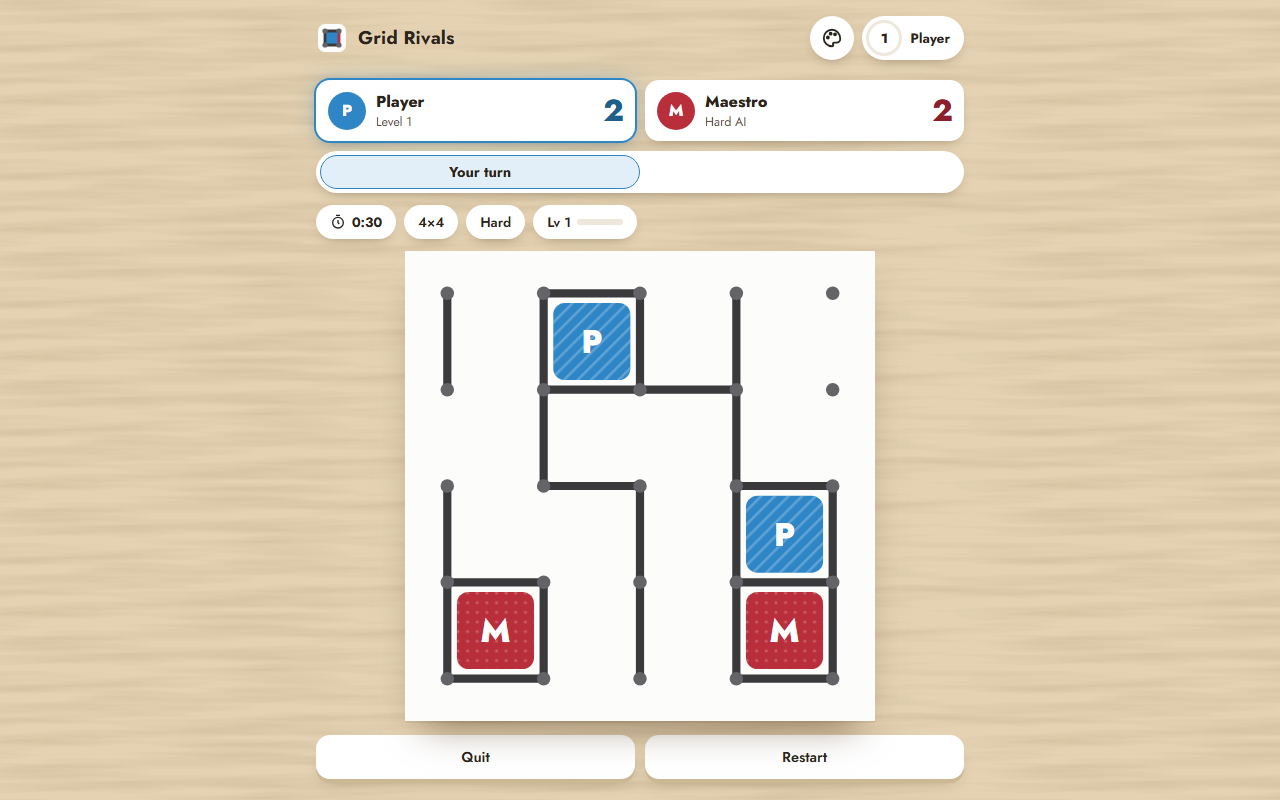 Grid Rivals
1 Player
P Player 2
Level 1
M Maestro 2
Hard AI
Your turn
0:30 4×4 Hard Lv 1
P
P
M M
Quit Restart